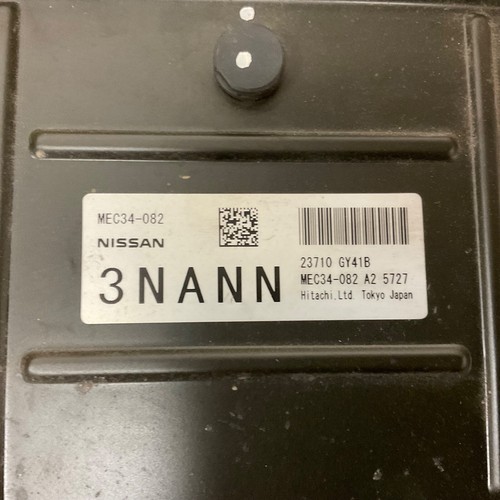 MEC34-082
NISSAN
3NANN
23710 GY41B
MEC34-082 A2 5727
Hitachi,Ltd. Tokyo Japan